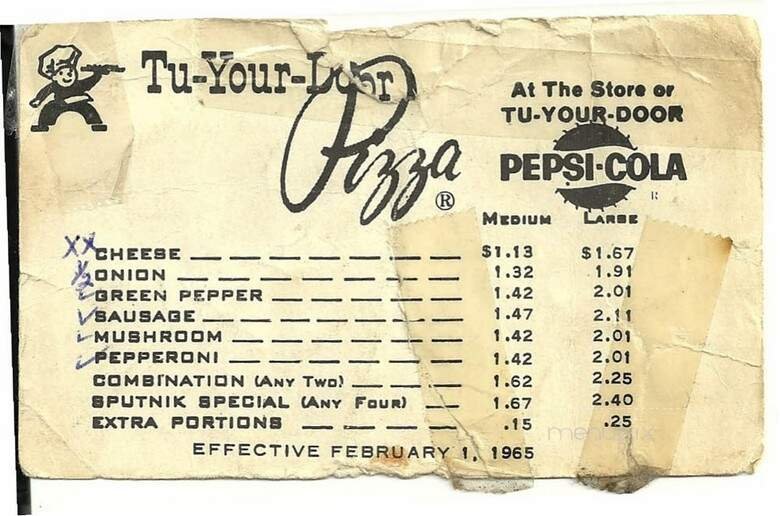 Tu-Your-Door
Pizza ®
At The Store or
TU-YOUR-DOOR
PEPSI-COLA
R
MEDIUM LARGE
XX CHEESE $1.13 $1.67
½ ONION 1.32 1.91
GREEN PEPPER 1.42 2.01
✓ SAUSAGE 1.47 2.11
✓ MUSHROOM 1.42 2.01
✓ PEPPERONI 1.42 2.01
COMBINATION (ANY TWO) 1.62 2.25
SPUTNIK SPECIAL (ANY FOUR) 1.67 2.40
EXTRA PORTIONS .15 .25
EFFECTIVE FEBRUARY 1, 1965